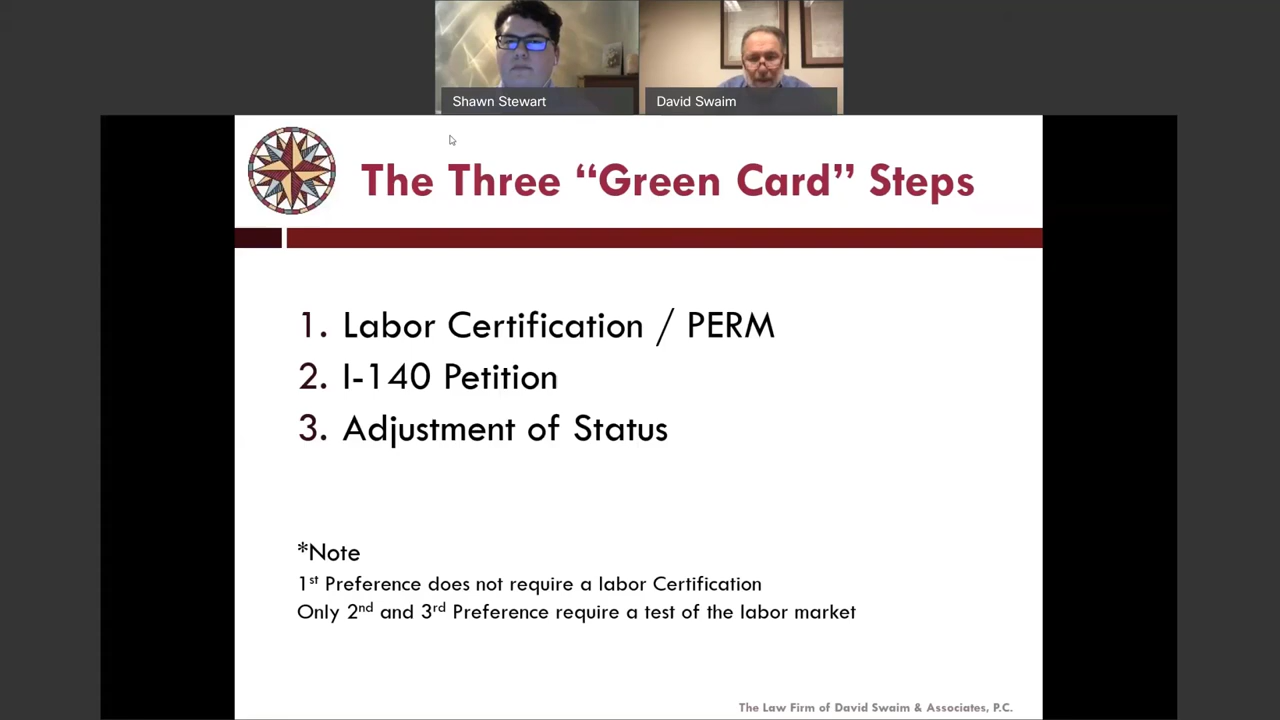 Shawn Stewart
David Swaim
The Three “Green Card” Steps
1. Labor Certification / PERM
2. I-140 Petition
3. Adjustment of Status
*Note
1st Preference does not require a labor Certification
Only 2nd and 3rd Preference require a test of the labor market
The Law Firm of David Swaim & Associates, P.C.